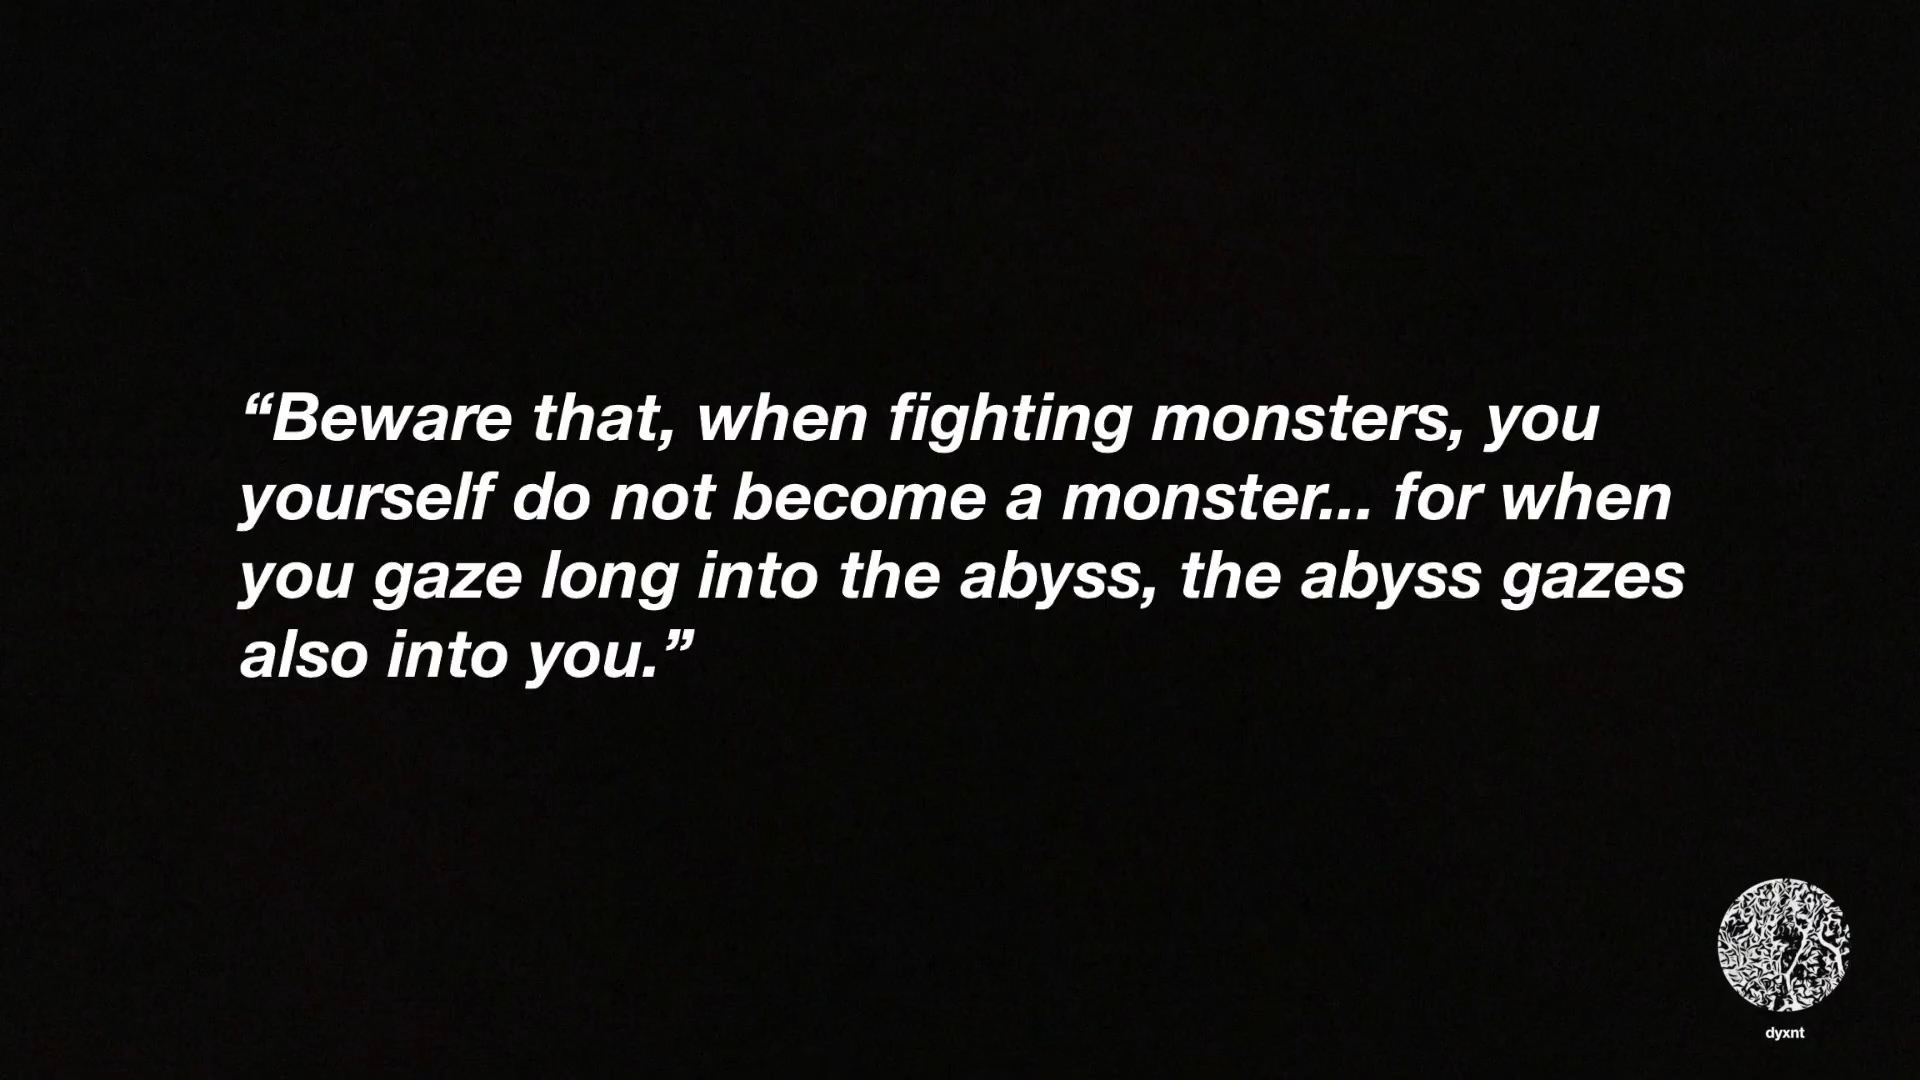 “Beware that, when fighting monsters, you
yourself do not become a monster... for when
you gaze long into the abyss, the abyss gazes
also into you.”
dyxnt